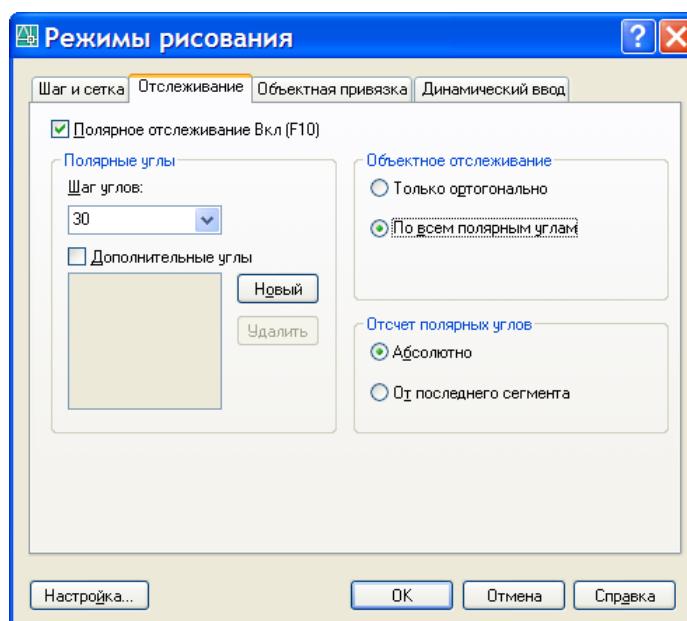 Режимы рисования
Шаг и сетка Отслеживание Объектная привязка Динамический ввод
Полярное отслеживание Вкл (F10)
Полярные углы
Шаг углов:
30
Дополнительные углы
Новый
Удалить
Объектное отслеживание
Только ортогонально
По всем полярным углам
Отсчет полярных углов
Абсолютно
От последнего сегмента
Настройка... ОК Отмена Справка